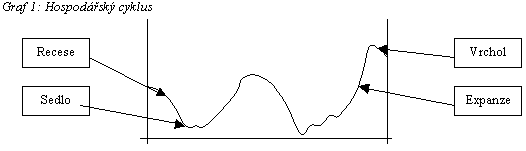 Graf 1: Hospodářský cyklus
Recese
Vrchol
Sedlo
Expanze